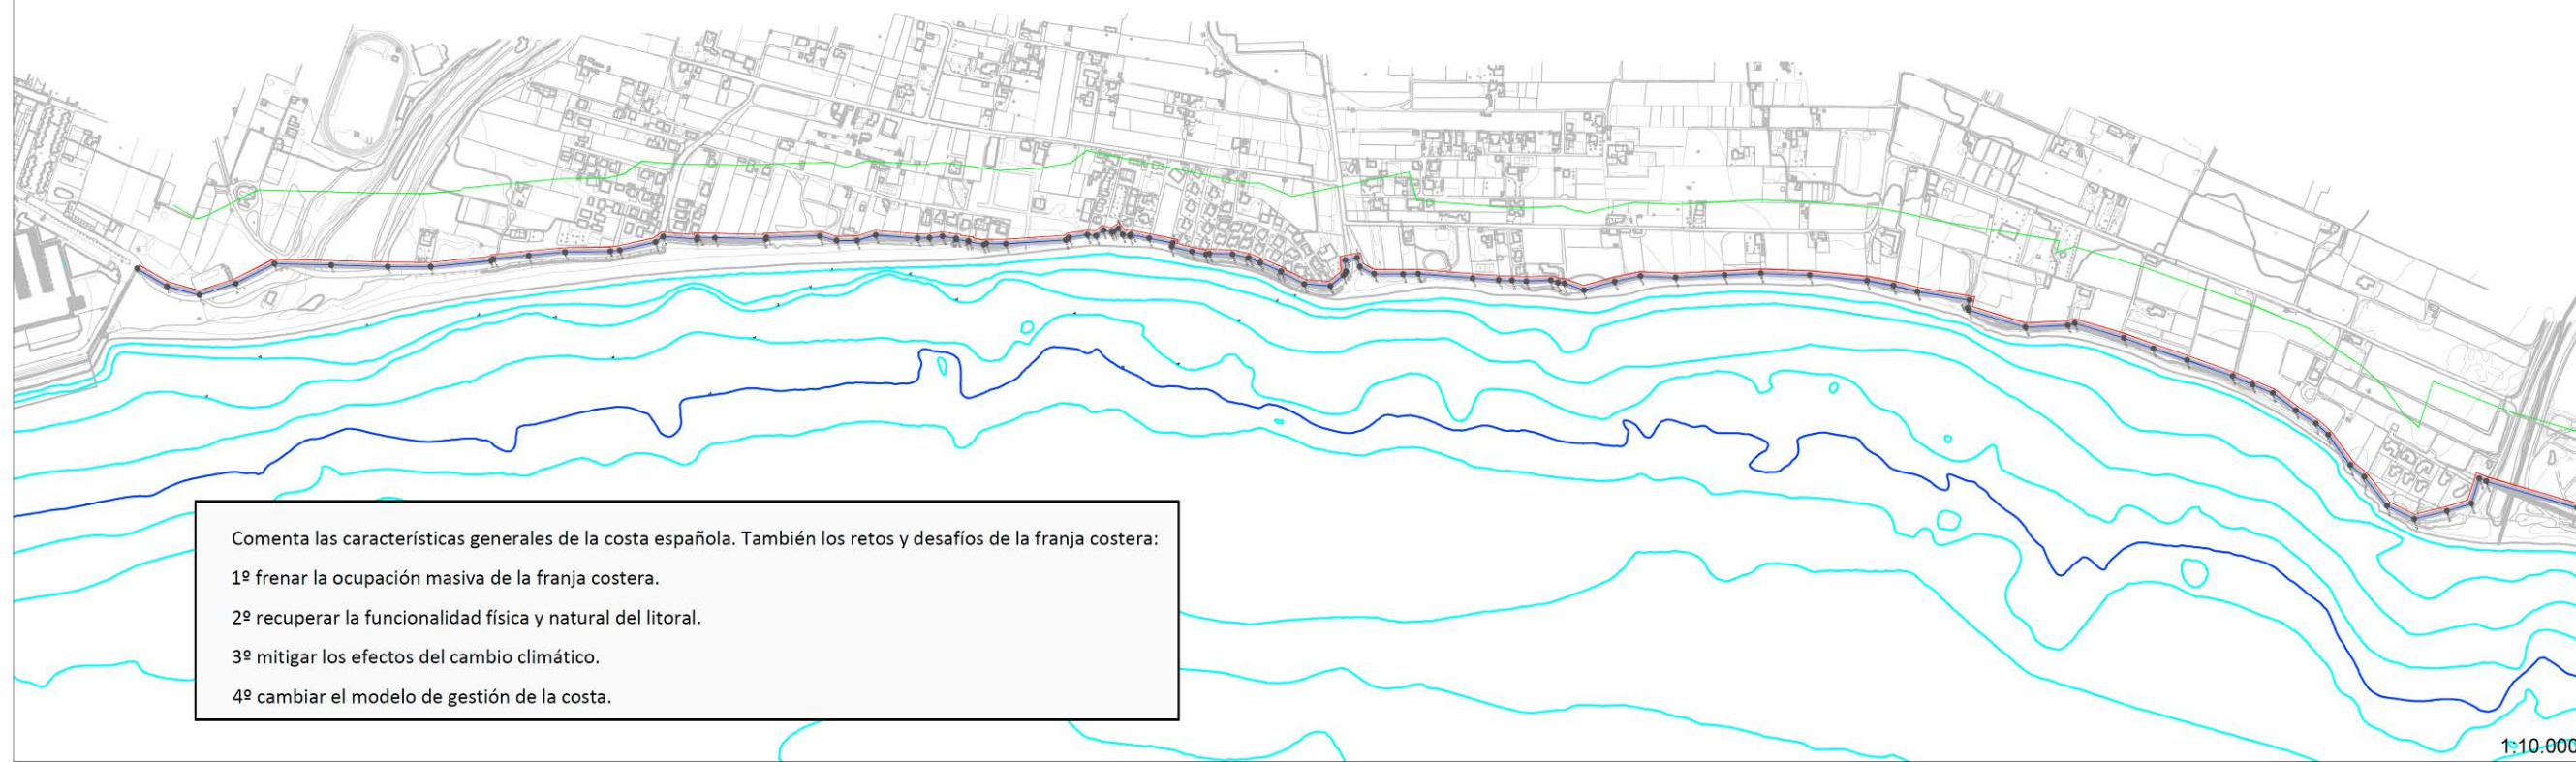 Comenta las características generales de la costa española. También los retos y desafíos de la franja costera:
1º frenar la ocupación masiva de la franja costera.
2º recuperar la funcionalidad física y natural del litoral.
3º mitigar los efectos del cambio climático.
4º cambiar el modelo de gestión de la costa.
1:10.000